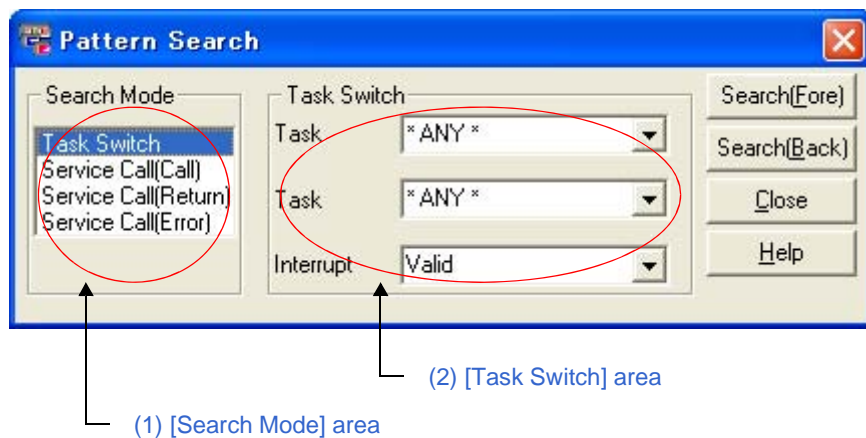 Pattern Search
Search Mode
Task Switch
Service Call(Call)
Service Call(Return)
Service Call(Error)
Task Switch
Task
* ANY *
Task
* ANY *
Interrupt
Valid
Search(Fore)
Search(Back)
Close
Help
(2) [Task Switch] area
(1) [Search Mode] area